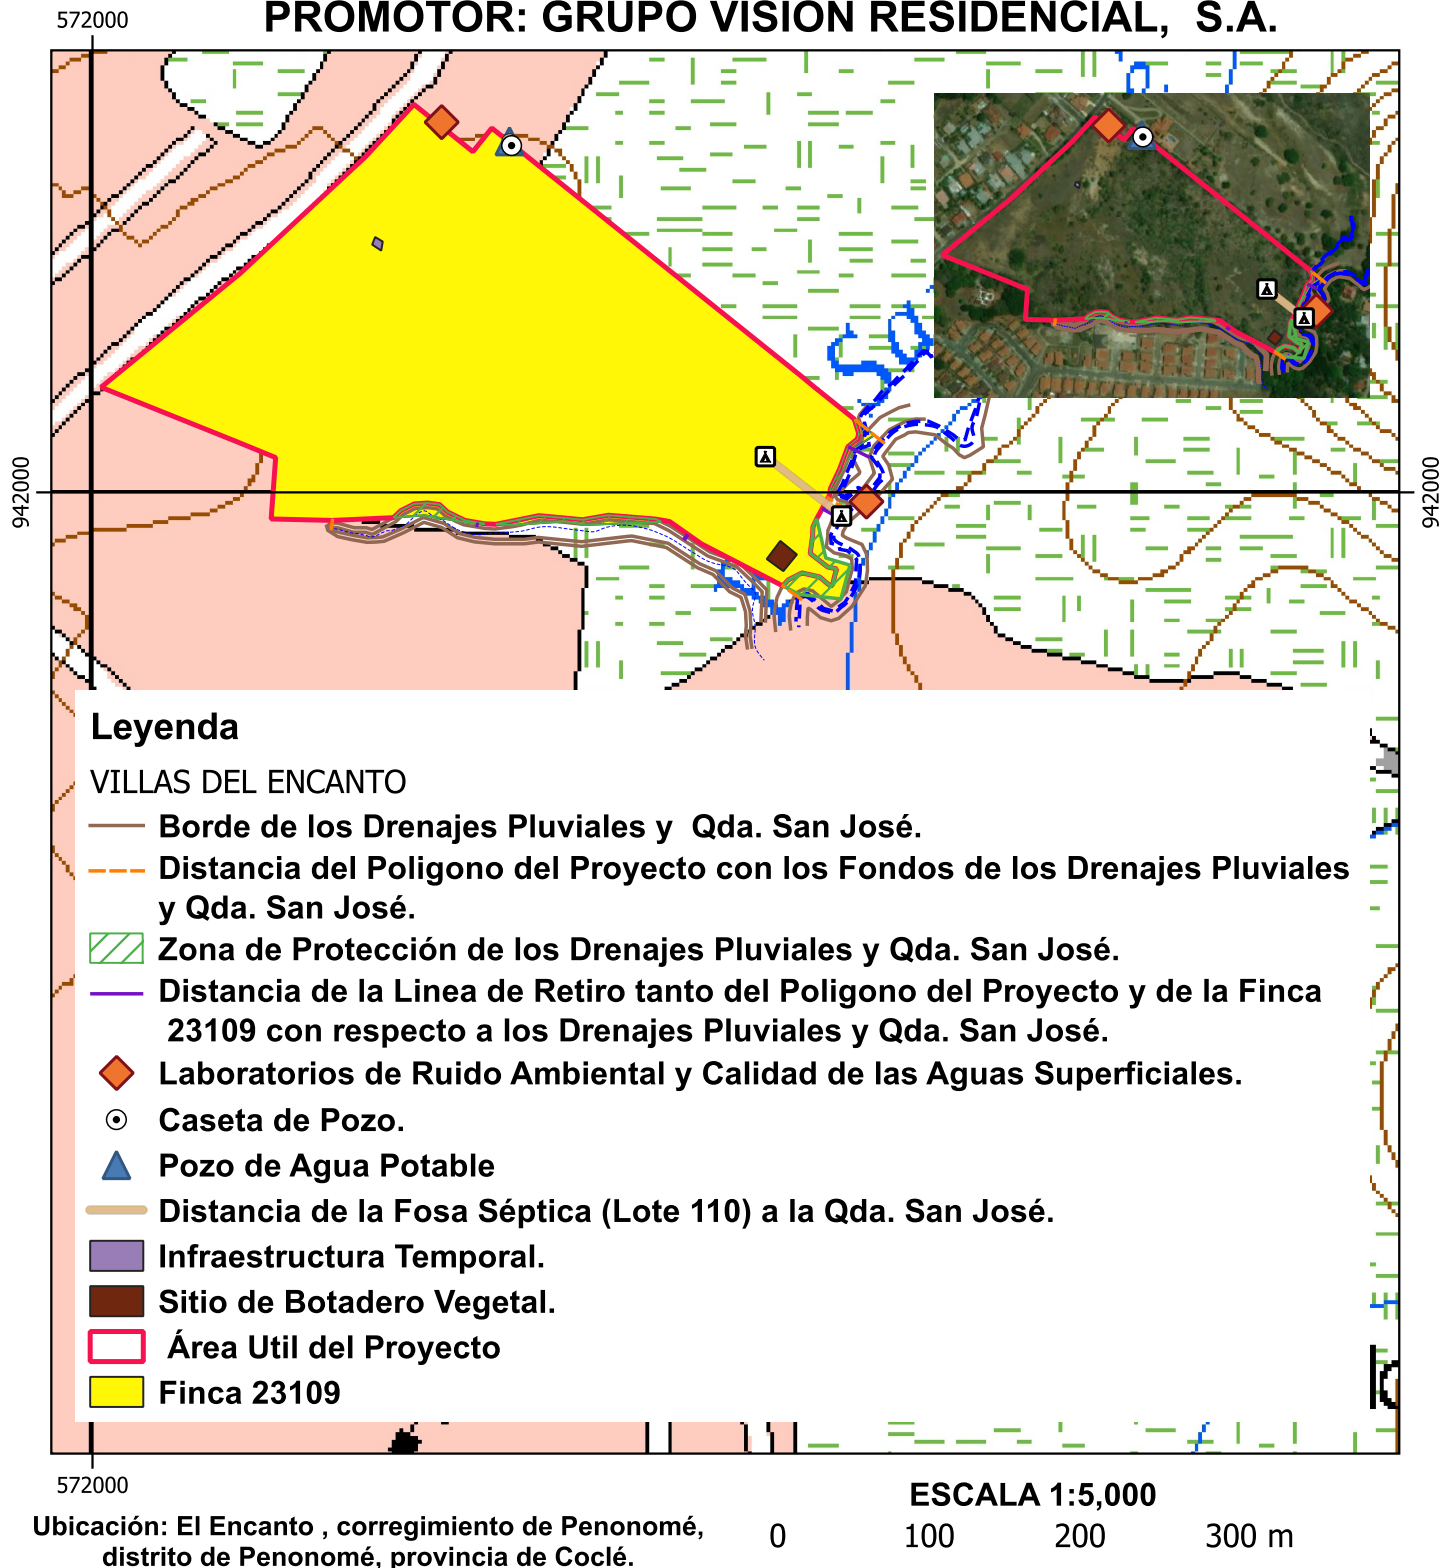 PROMOTOR: GRUPO VISION RESIDENCIAL, S.A.
572000
942000
942000
Leyenda
VILLAS DEL ENCANTO
Borde de los Drenajes Pluviales y Qda. San José.
Distancia del Poligono del Proyecto con los Fondos de los Drenajes Pluviales
y Qda. San José.
Zona de Protección de los Drenajes Pluviales y Qda. San José.
Distancia de la Linea de Retiro tanto del Poligono del Proyecto y de la Finca
23109 con respecto a los Drenajes Pluviales y Qda. San José.
Laboratorios de Ruido Ambiental y Calidad de las Aguas Superficiales.
Caseta de Pozo.
Pozo de Agua Potable
Distancia de la Fosa Séptica (Lote 110) a la Qda. San José.
Infraestructura Temporal.
Sitio de Botadero Vegetal.
Área Util del Proyecto
Finca 23109
572000
ESCALA 1:5,000
Ubicación: El Encanto , corregimiento de Penonomé,
distrito de Penonomé, provincia de Coclé.
0 100 200 300 m